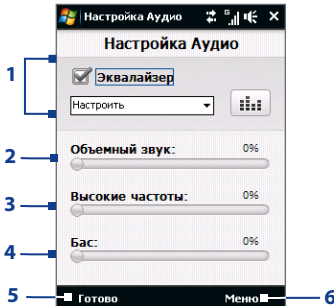 Настройка Аудио
Настройка Аудио
1
Эквалайзер
Настроить
2
Объемный звук: 0%
3
Высокие частоты: 0%
4
Бас: 0%
5 Готово Меню 6